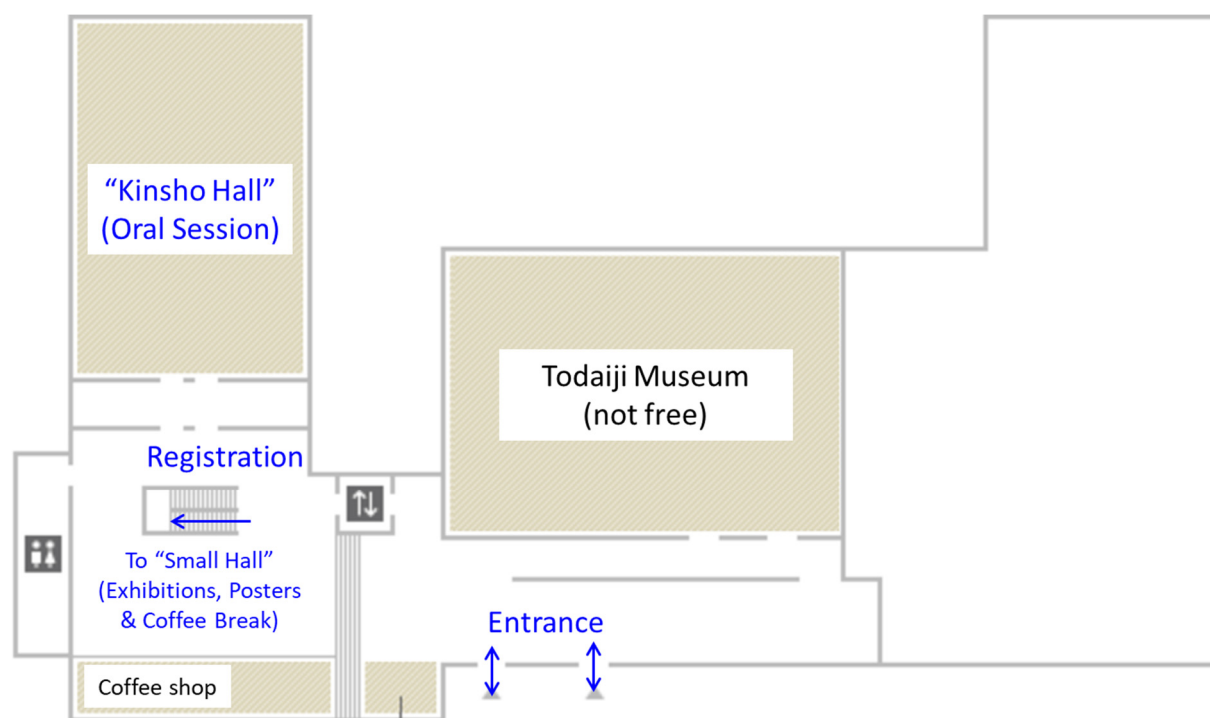 “Kinsho Hall”
(Oral Session)
Todaiji Museum
(not free)
Registration
To “Small Hall”
(Exhibitions, Posters
& Coffee Break)
Entrance
Coffee shop